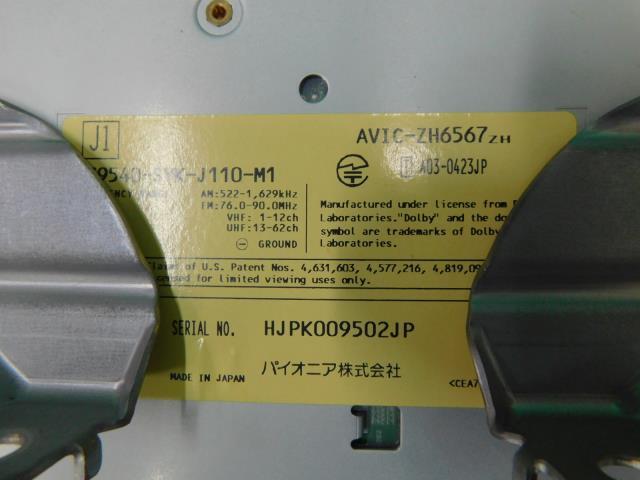 J1
AVIC-ZH6567ZH
9540-SYK-J110-M1
A03-0423JP
AM:522-1,629kHz
FM:76.0-90.0MHz
VHF: 1-12ch
UHF:13-62ch
GROUND
Manufactured under license from
Laboratories."Dolby" and the
symbol are trademarks of Dolby
Laboratories.
of U.S. Patent Nos. 4,631,603, 4,577,216,
for limited viewing uses only.
SERIAL NO. HJPK009502JP
MADE IN JAPAN
パイオニア株式会社
<CEA7